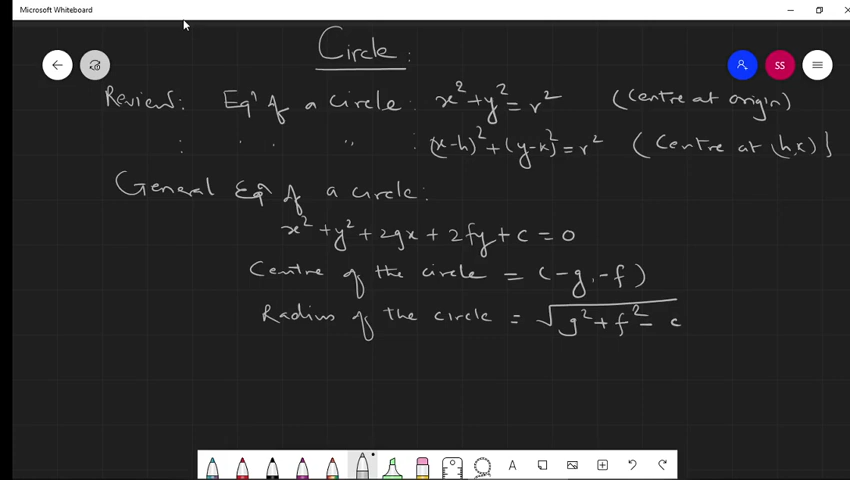 Microsoft Whiteboard
Circle:
SS
Review: Eqn of a circle: x² + y² = r² (Centre at origin)
: " " " : (x-h)² + (y-k)² = r² (Centre at (h,k))
General Eqn of a circle:
x² + y² + 2gx + 2fy + c = 0
Centre of the circle = (-g, -f)
Radius of the circle = √(g² + f² - c)
A